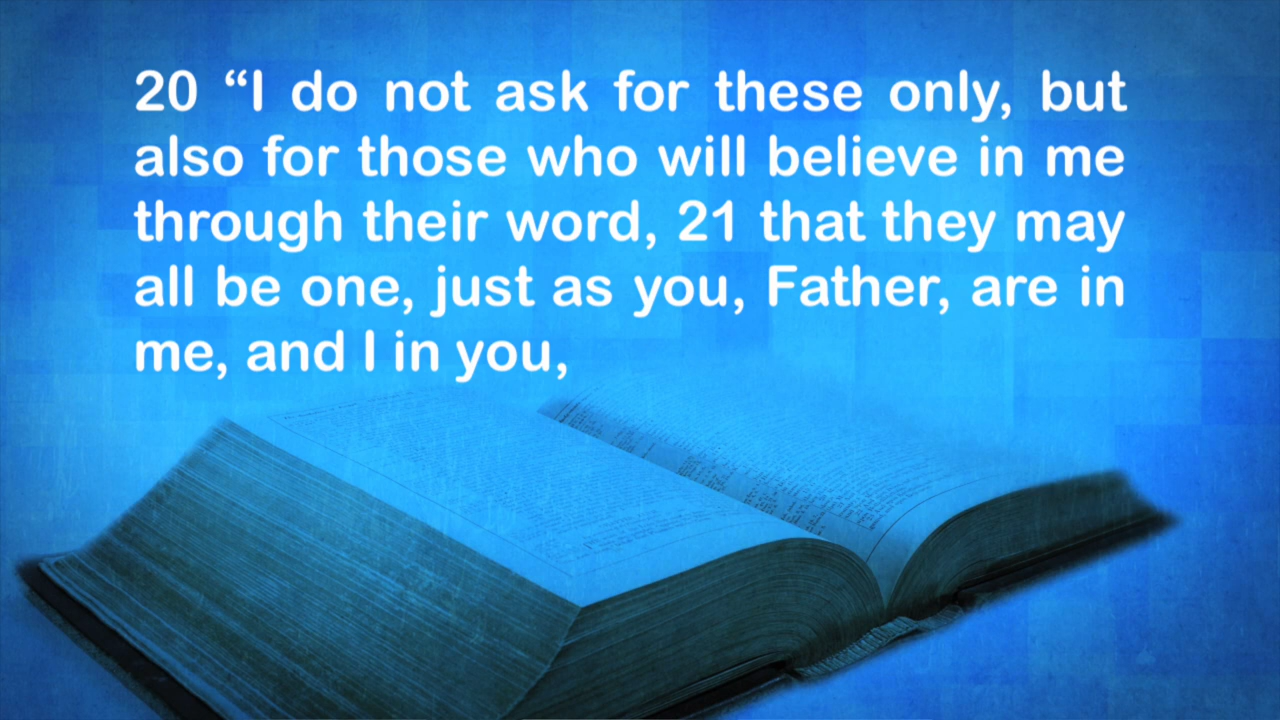 20 “I do not ask for these only, but
also for those who will believe in me
through their word, 21 that they may
all be one, just as you, Father, are in
me, and I in you,